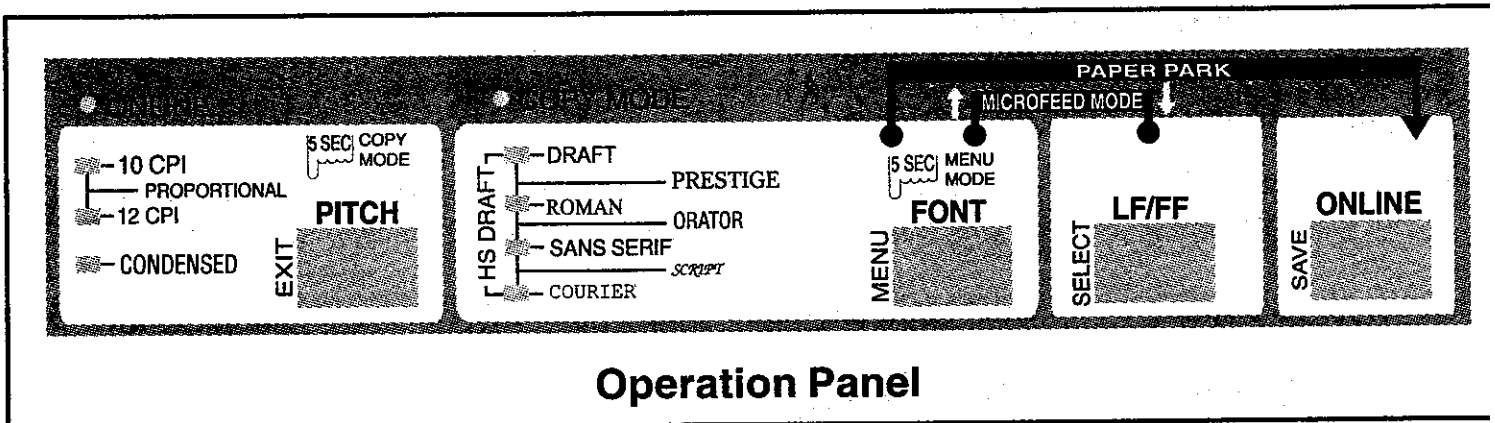 PAPER PARK
ONLINE
COPY MODE
MICROFEED MODE
5 SEC COPY
MODE
10 CPI
PROPORTIONAL
12 CPI
CONDENSED
PITCH
EXIT
HS DRAFT
DRAFT
PRESTIGE
ROMAN
ORATOR
SANS SERIF
SCRIPT
COURIER
5 SEC MENU
MODE
FONT
MENU
LF/FF
SELECT
ONLINE
SAVE
Operation Panel